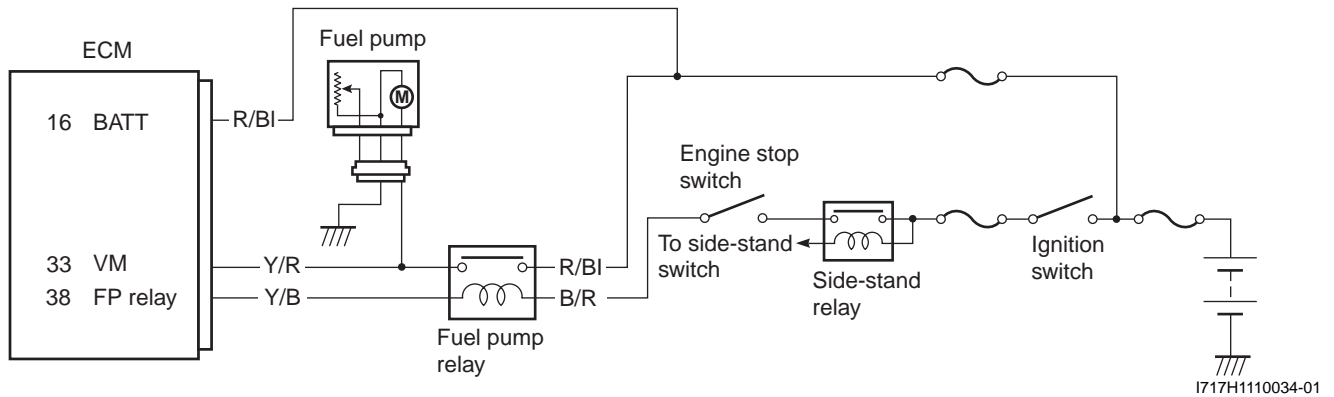 ECM
Fuel pump
M
16 BATT
R/Bl
Engine stop
switch
To side-stand
switch
Side-stand
relay
Ignition
switch
33 VM
Y/R
R/Bl
38 FP relay
Y/B
B/R
Fuel pump
relay
I717H1110034-01